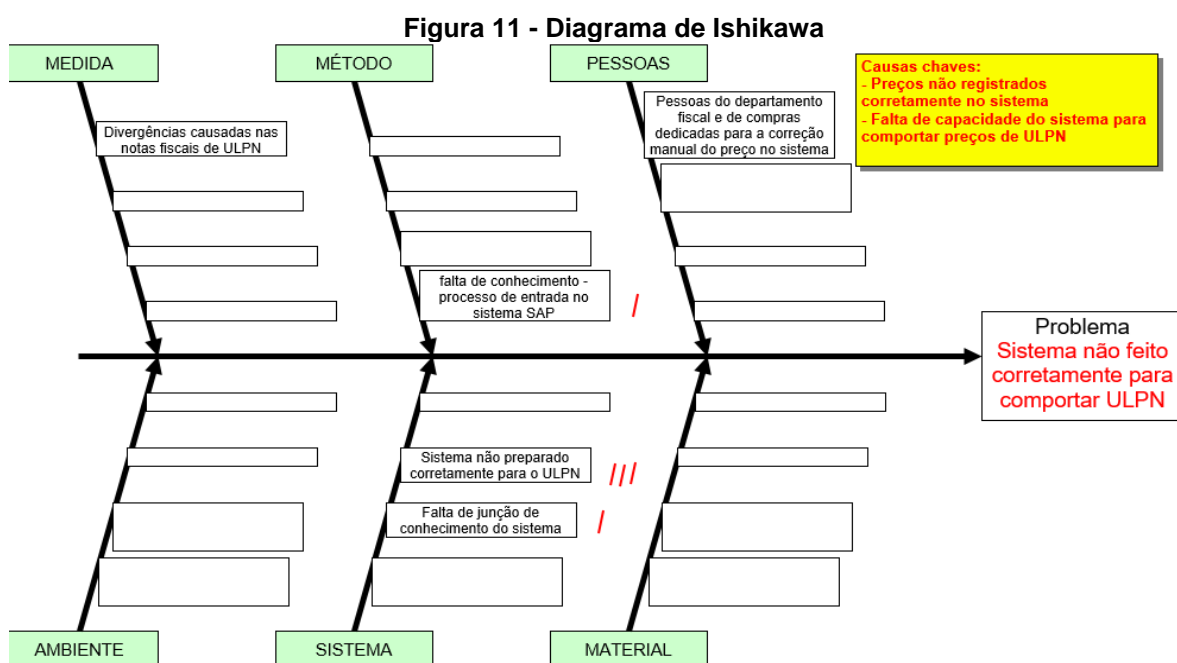 Figura 11 - Diagrama de Ishikawa
MEDIDA
MÉTODO
PESSOAS
Causas chaves:
- Preços não registrados
corretamente no sistema
- Falta de capacidade do sistema para
comportar preços de ULPN
Divergências causadas nas
notas fiscais de ULPN
Pessoas do departamento
fiscal e de compras
dedicadas para a correção
manual do preço no sistema
falta de conhecimento -
processo de entrada no
sistema SAP
/
Problema
Sistema não feito
corretamente para
comportar ULPN
Sistema não preparado
corretamente para o ULPN
///
Falta de junção de
conhecimento do sistema
/
AMBIENTE
SISTEMA
MATERIAL